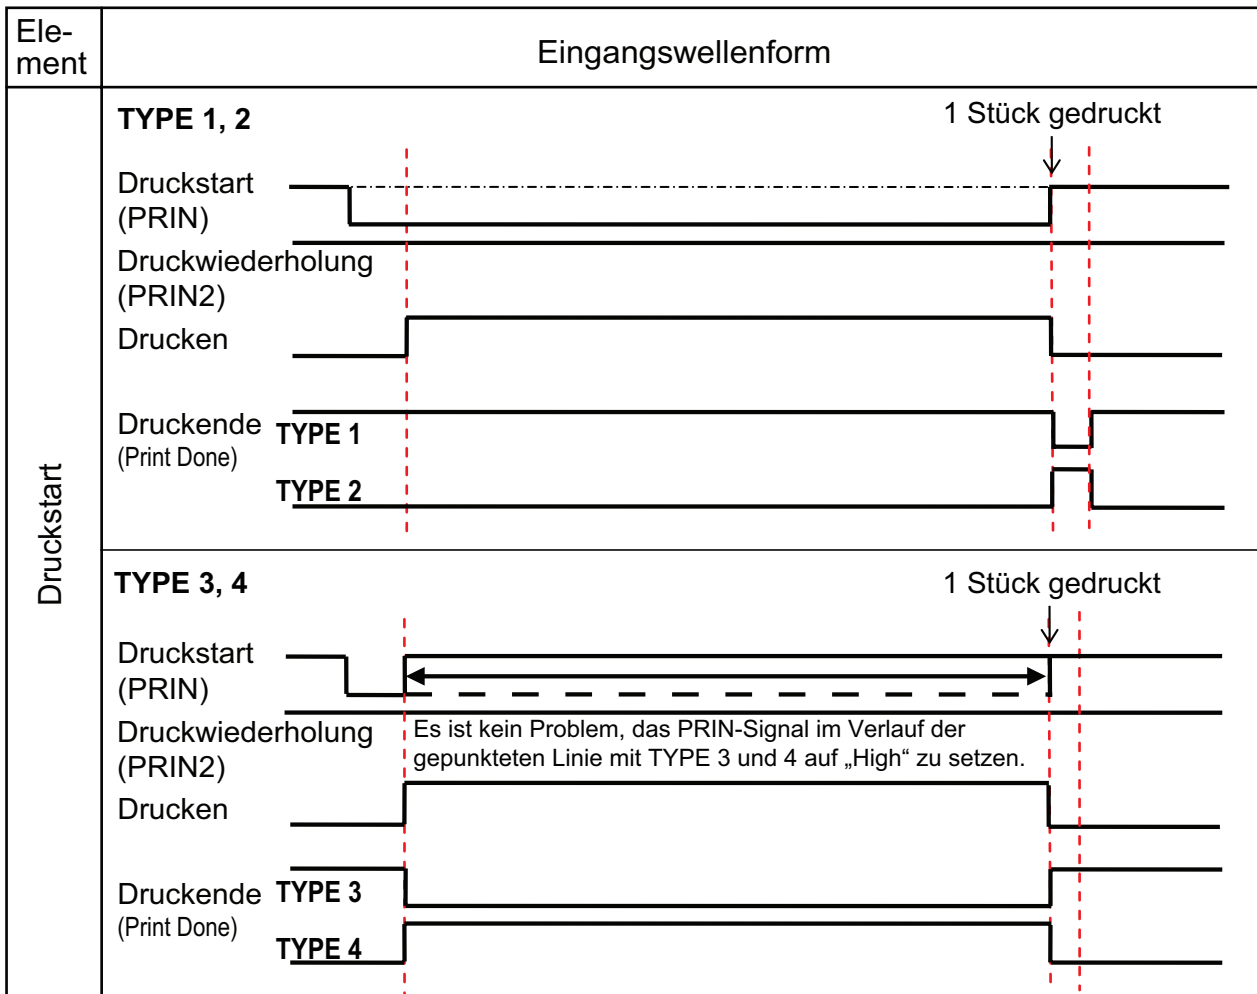 Ele-
ment
Eingangswellenform
Druckstart
TYPE 1, 2
1 Stück gedruckt
Druckstart
(PRIN)
Druckwiederholung
(PRIN2)
Drucken
Druckende TYPE 1
(Print Done)
TYPE 2
TYPE 3, 4
1 Stück gedruckt
Druckstart
(PRIN)
Druckwiederholung
(PRIN2)
Es ist kein Problem, das PRIN-Signal im Verlauf der
gepunkteten Linie mit TYPE 3 und 4 auf „High“ zu setzen.
Drucken
Druckende TYPE 3
(Print Done)
TYPE 4